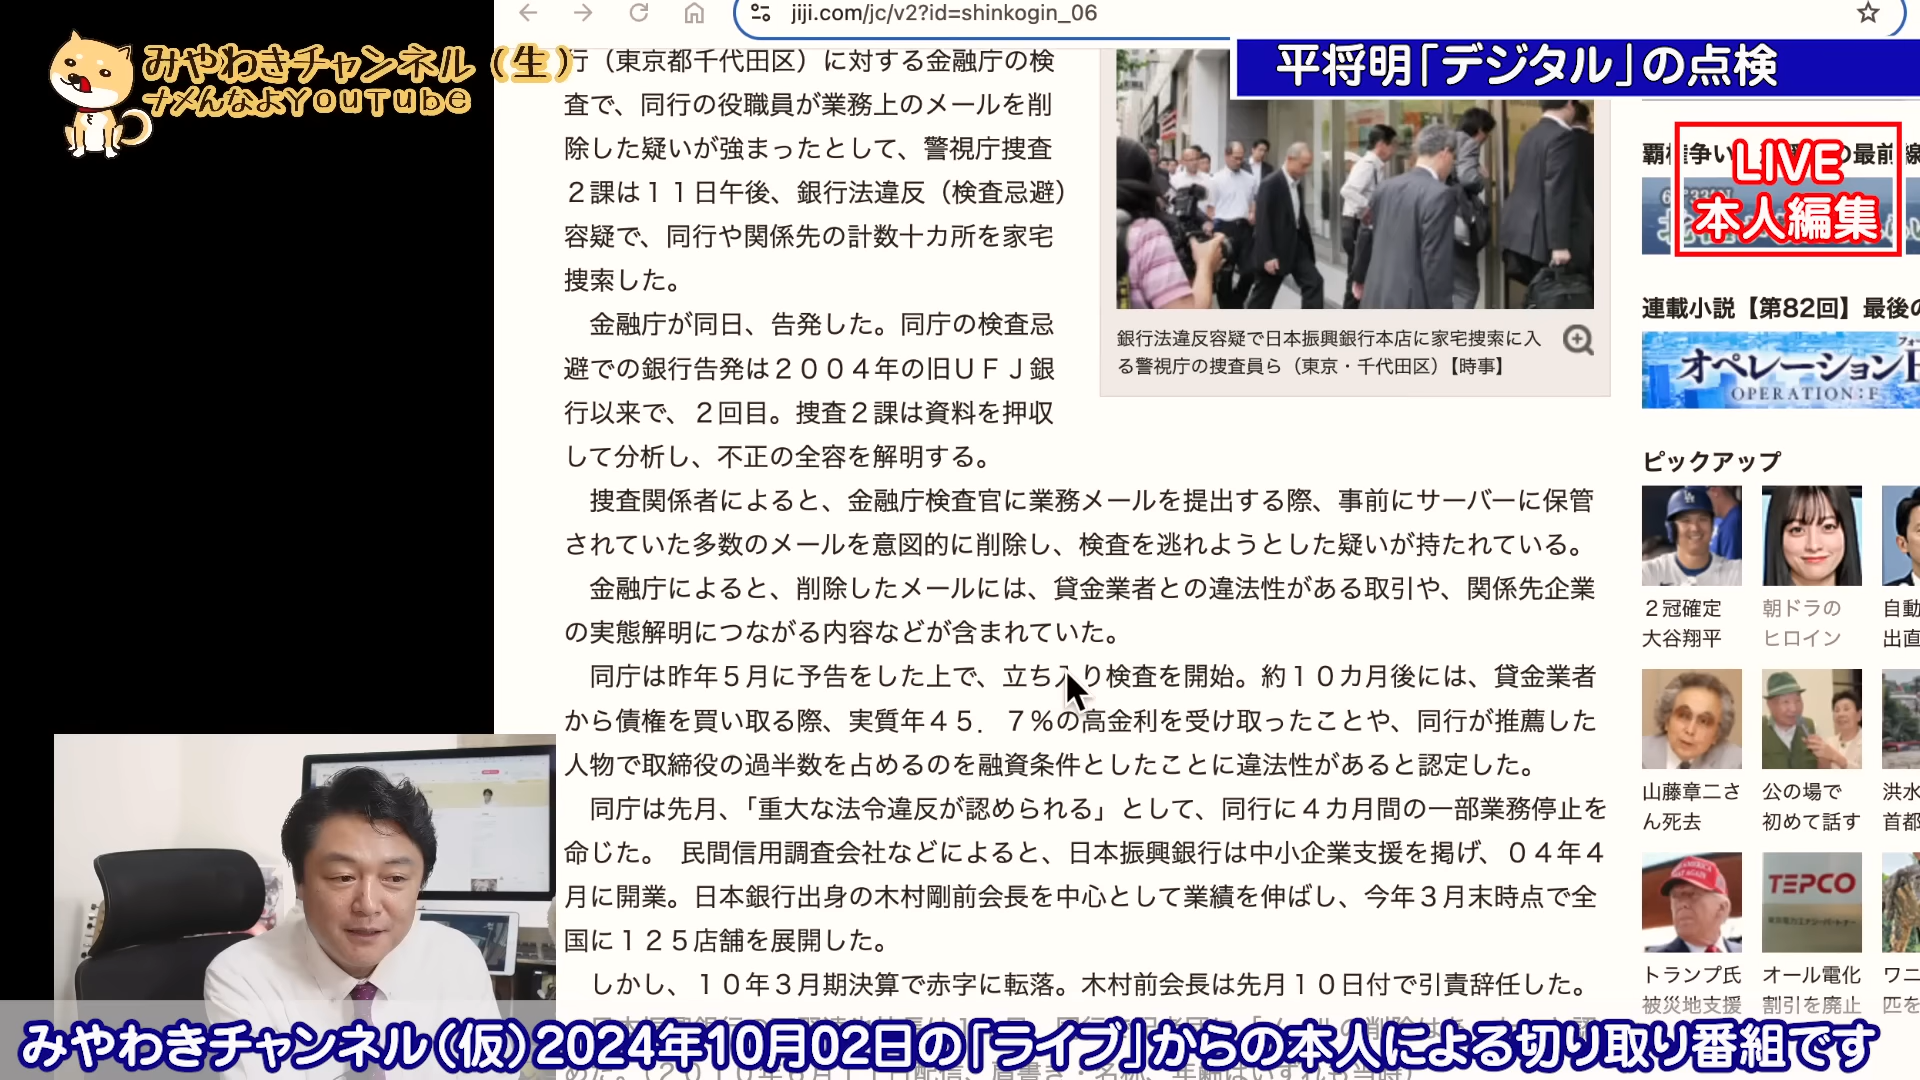 jiji.com/jc/v2?id=shinkogin_06
みやわきチャンネル（生）
ナメんなよYouTube
平将明「デジタル」の点検
LIVE
本人編集
行（東京都千代田区）に対する金融庁の検
査で、同行の役職員が業務上のメールを削
除した疑いが強まったとして、警視庁捜査
２課は１１日午後、銀行法違反（検査忌避）
容疑で、同行や関係先の計数十カ所を家宅
捜索した。
　金融庁が同日、告発した。同庁の検査忌
避での銀行告発は２００４年の旧ＵＦＪ銀
行以来で、２回目。捜査２課は資料を押収
して分析し、不正の全容を解明する。
　捜査関係者によると、金融庁検査官に業務メールを提出する際、事前にサーバーに保管
されていた多数のメールを意図的に削除し、検査を逃れようとした疑いが持たれている。
　金融庁によると、削除したメールには、貸金業者との違法性がある取引や、関係先企業
の実態解明につながる内容などが含まれていた。
　同庁は昨年５月に予告をした上で、立ち入り検査を開始。約１０カ月後には、貸金業者
から債権を買い取る際、実質年４５．７％の高金利を受け取ったことや、同行が推薦した
人物で取締役の過半数を占めるのを融資条件としたことに違法性があると認定した。
　同庁は先月、「重大な法令違反が認められる」として、同行に４カ月間の一部業務停止を
命じた。　民間信用調査会社などによると、日本振興銀行は中小企業支援を掲げ、０４年４
月に開業。日本銀行出身の木村剛前会長を中心として業績を伸ばし、今年３月末時点で全
国に１２５店舗を展開した。
　しかし、１０年３月期決算で赤字に転落。木村前会長は先月１０日付で引責辞任した。
銀行法違反容疑で日本振興銀行本店に家宅捜索に入
る警視庁の捜査員ら（東京・千代田区）【時事】
覇権争い
の最前線
連載小説【第82回】最後の
オペレーション
OPERATION:F
ピックアップ
２冠確定
大谷翔平
朝ドラの
ヒロイン
自動
出直
山藤章二さ
ん死去
公の場で
初めて話す
洪水
首都
TEPCO
トランプ氏
被災地支援
オール電化
割引を廃止
ワニ
匹を
みやわきチャンネル（仮）2024年10月02日の「ライブ」からの本人による切り取り番組です